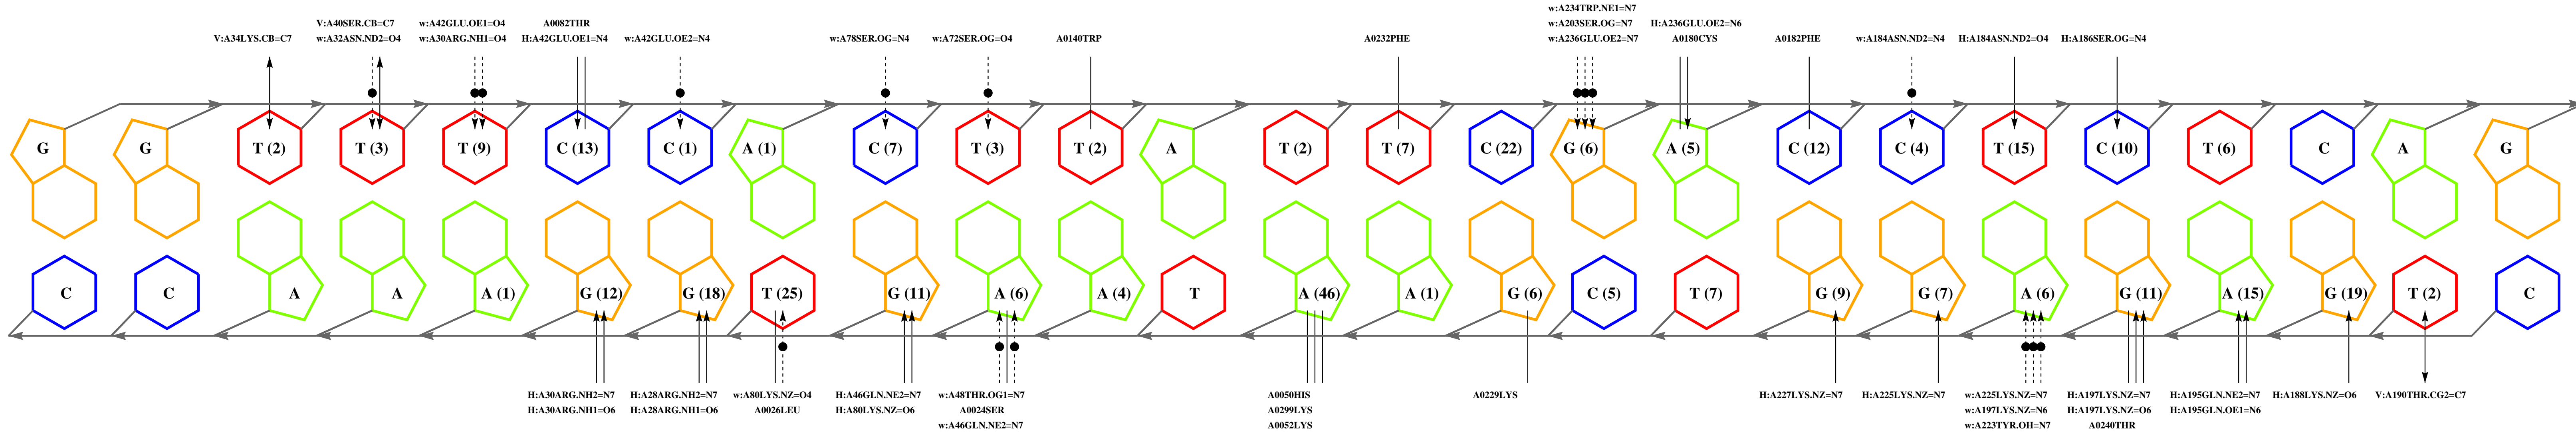 w:A234TRP.NE1=N7
V:A40SER.CB=C7 w:A42GLU.OE1=O4 A0082THR w:A203SER.OG=N7 H:A236GLU.OE2=N6
V:A34LYS.CB=C7 w:A32ASN.ND2=O4 w:A30ARG.NH1=O4 H:A42GLU.OE1=N4 w:A42GLU.OE2=N4 w:A78SER.OG=N4 w:A72SER.OG=O4 A0140TRP A0232PHE w:A236GLU.OE2=N7 A0180CYS A0182PHE w:A184ASN.ND2=N4 H:A184ASN.ND2=O4 H:A186SER.OG=N4
G G T (2) T (3) T (9) C (13) C (1) A (1) C (7) T (3) T (2) A T (2) T (7) C (22) G (6) A (5) C (12) C (4) T (15) C (10) T (6) C A G
C C A A A (1) G (12) G (18) T (25) G (11) A (6) A (4) T A (46) A (1) G (6) C (5) T (7) G (9) G (7) A (6) G (11) A (15) G (19) T (2) C
H:A30ARG.NH2=N7 H:A28ARG.NH2=N7 w:A80LYS.NZ=O4 H:A46GLN.NE2=N7 w:A48THR.OG1=N7 A0050HIS A0229LYS H:A227LYS.NZ=N7 H:A225LYS.NZ=N7 w:A225LYS.NZ=N7 H:A197LYS.NZ=N7 H:A195GLN.NE2=N7 H:A188LYS.NZ=O6 V:A190THR.CG2=C7
H:A30ARG.NH1=O6 H:A28ARG.NH1=O6 A0026LEU H:A80LYS.NZ=O6 A0024SER A0299LYS w:A197LYS.NZ=N6 H:A197LYS.NZ=O6 H:A195GLN.OE1=N6
w:A46GLN.NE2=N7 A0052LYS w:A223TYR.OH=N7 A0240THR